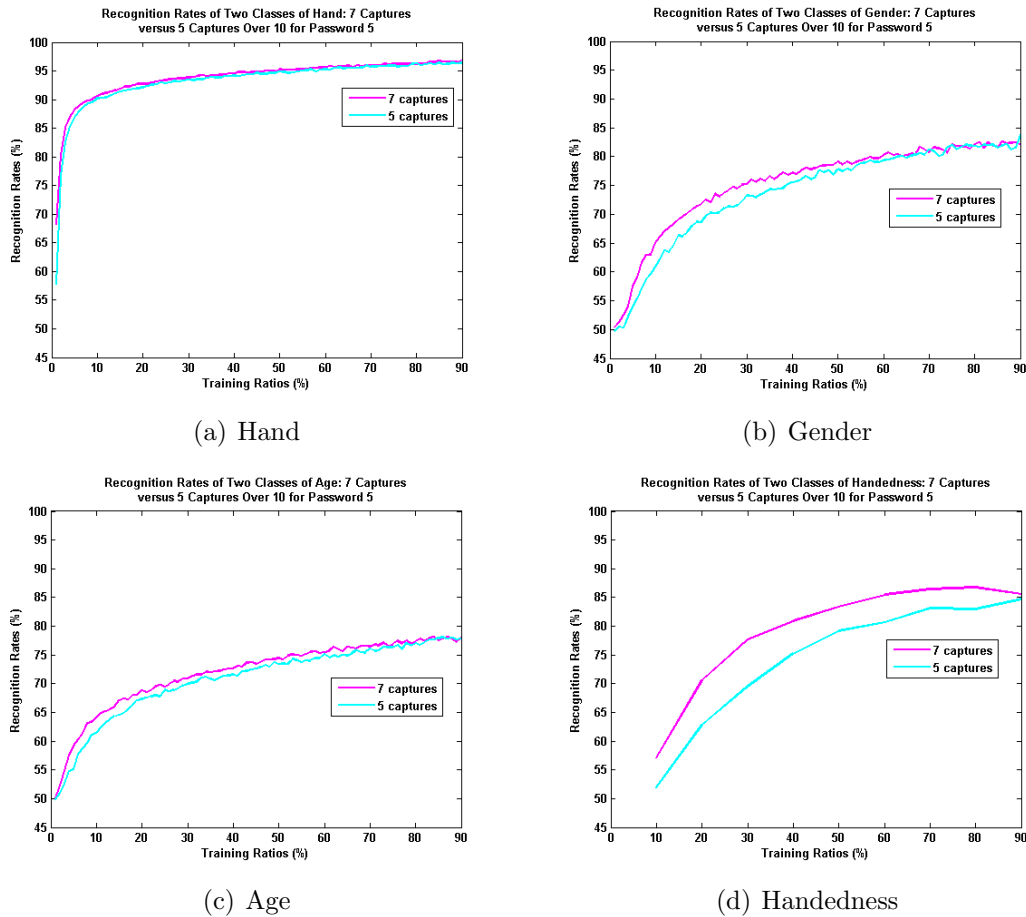 Recognition Rates of Two Classes of Hand: 7 Captures
versus 5 Captures Over 10 for Password 5
100
95
90
85
80
75
70
65
60
55
50
45
Recognition Rates (%)
7 captures
5 captures
0 10 20 30 40 50 60 70 80 90
Training Ratios (%)
(a) Hand
Recognition Rates of Two Classes of Gender: 7 Captures
versus 5 Captures Over 10 for Password 5
100
95
90
85
80
75
70
65
60
55
50
45
Recognition Rates (%)
7 captures
5 captures
0 10 20 30 40 50 60 70 80 90
Training Ratios (%)
(b) Gender
Recognition Rates of Two Classes of Age: 7 Captures
versus 5 Captures Over 10 for Password 5
100
95
90
85
80
75
70
65
60
55
50
45
Recognition Rates (%)
7 captures
5 captures
0 10 20 30 40 50 60 70 80 90
Training Ratios (%)
(c) Age
Recognition Rates of Two Classes of Handedness: 7 Captures
versus 5 Captures Over 10 for Password 5
100
95
90
85
80
75
70
65
60
55
50
45
Recognition Rates (%)
7 captures
5 captures
0 10 20 30 40 50 60 70 80 90
Training Ratios (%)
(d) Handedness